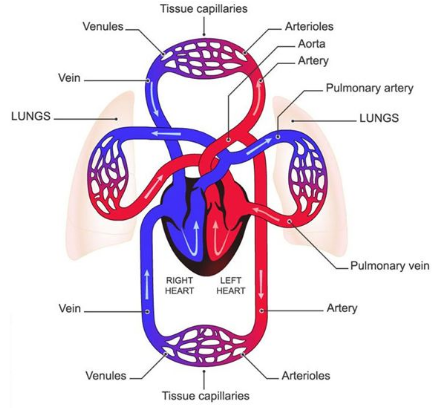 Tissue capillaries
Venules
Arterioles
Aorta
Vein
Artery
Pulmonary artery
LUNGS
LUNGS
Pulmonary vein
RIGHT
HEART
LEFT
HEART
Vein
Artery
Venules
Arterioles
Tissue capillaries